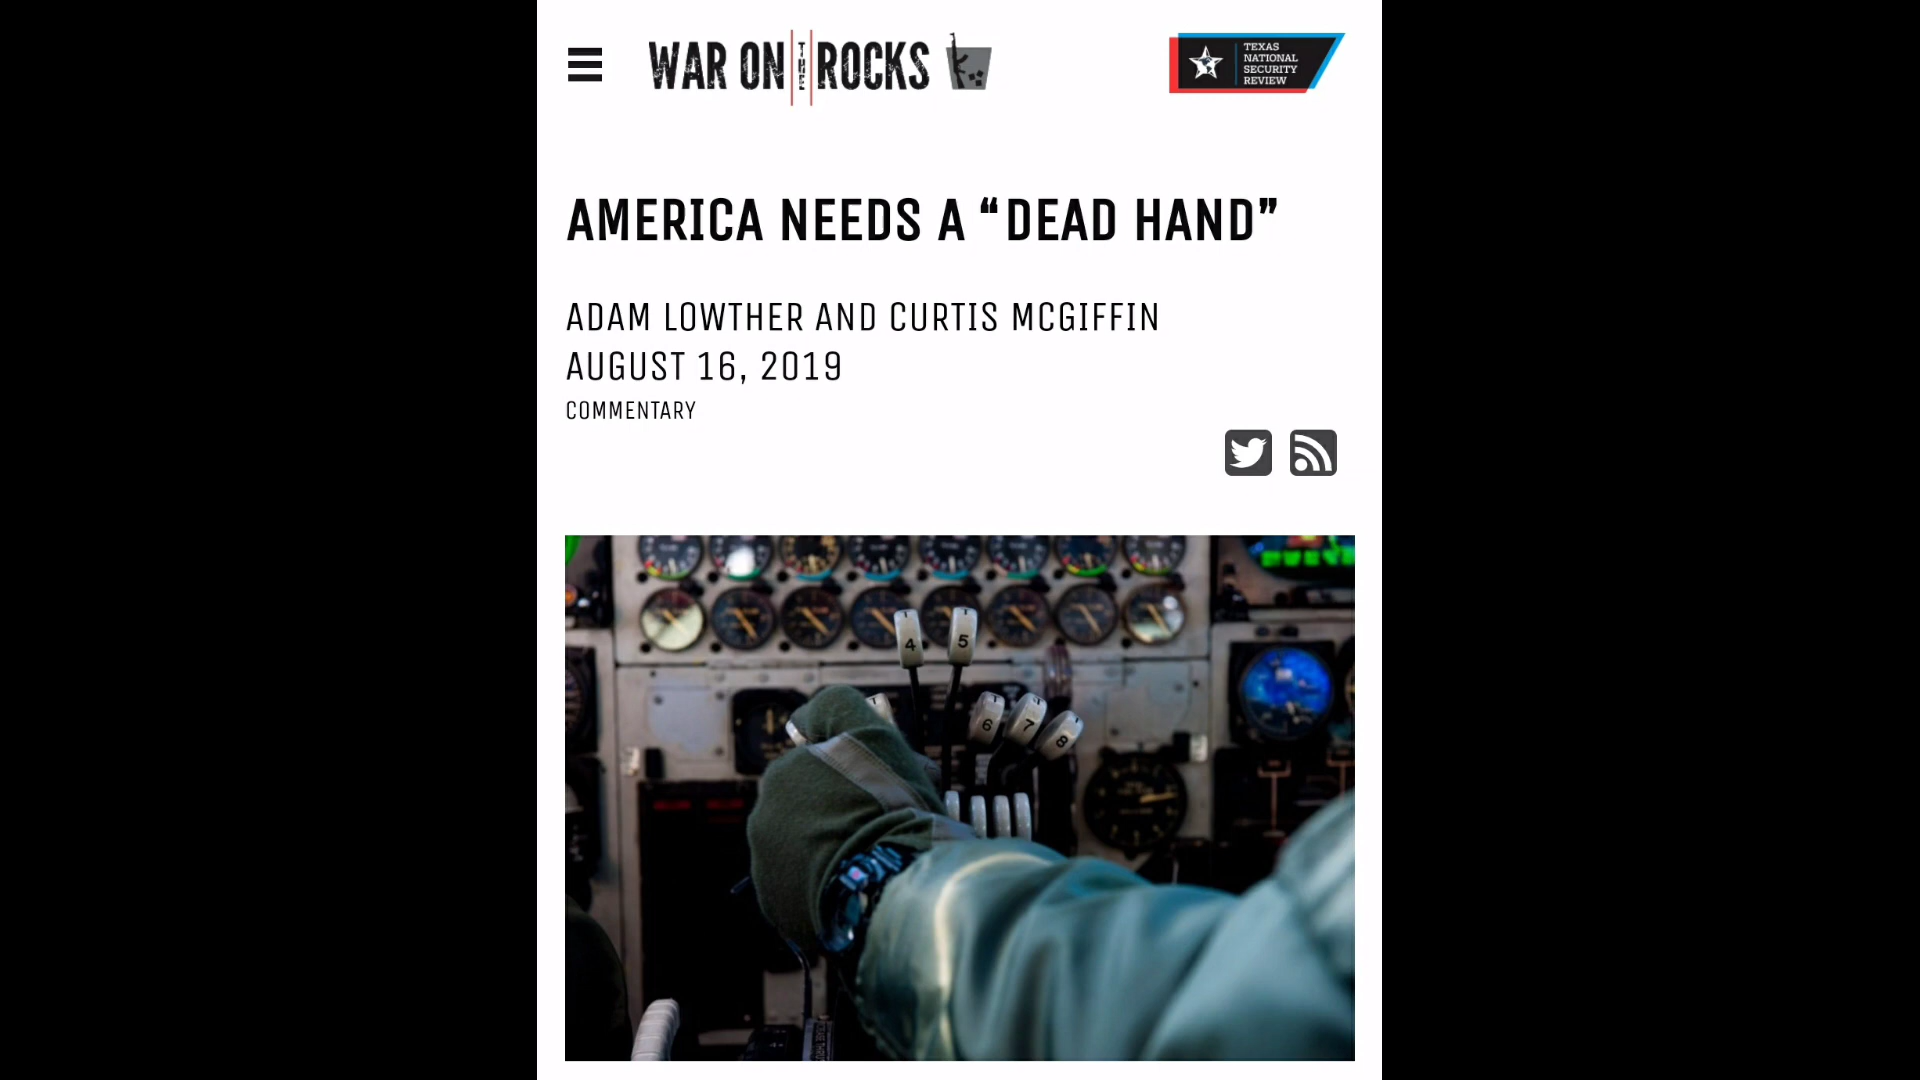 WAR ON THE ROCKS
TEXAS
NATIONAL
SECURITY
REVIEW
AMERICA NEEDS A “DEAD HAND”
ADAM LOWTHER AND CURTIS MCGIFFIN
AUGUST 16, 2019
COMMENTARY
4 5
6 7 8